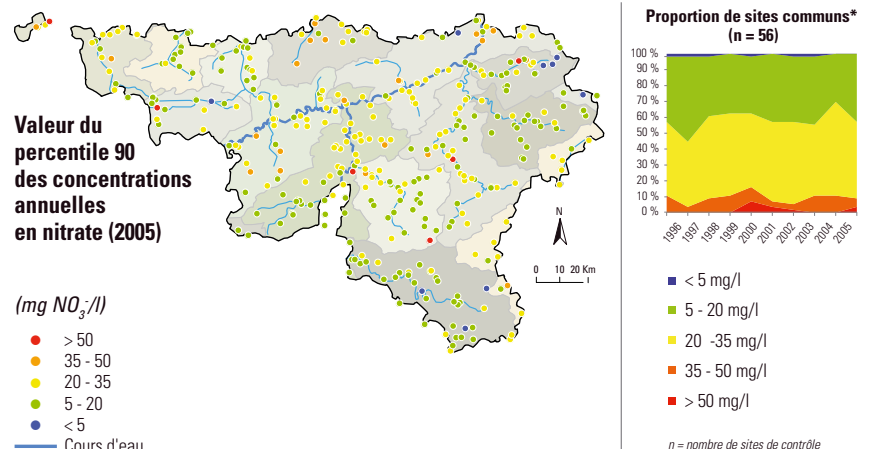 Valeur du
percentile 90
des concentrations
annuelles
en nitrate (2005)
(mg NO3-/l)
> 50
35 - 50
20 - 35
5 - 20
< 5
Cours d'eau
N
0 10 20 Km
Proportion de sites communs*
(n = 56)
100 %
90 %
80 %
70 %
60 %
50 %
40 %
30 %
20 %
10 %
0 %
1996 1997 1998 1999 2000 2001 2002 2003 2004 2005
< 5 mg/l
5 - 20 mg/l
20 -35 mg/l
35 - 50 mg/l
> 50 mg/l
n = nombre de sites de contrôle